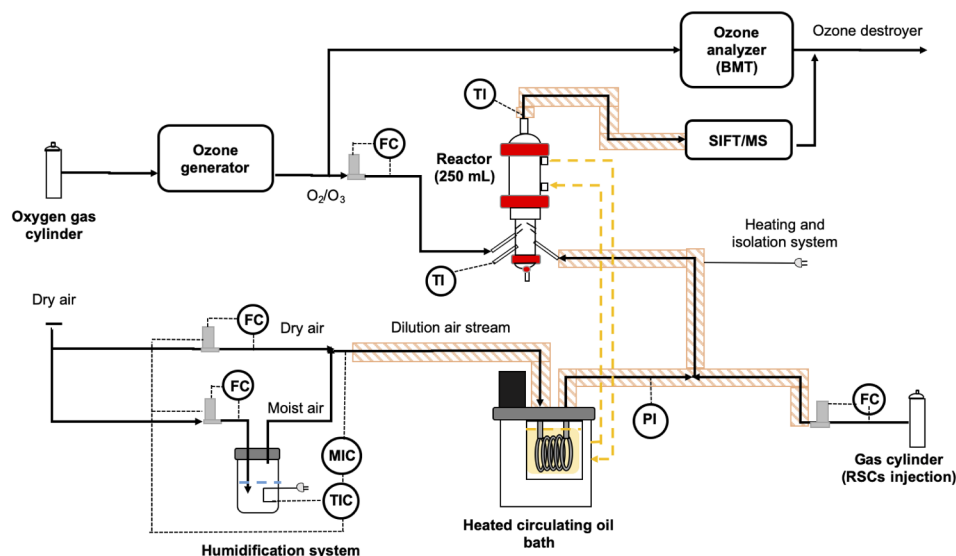 Ozone
analyzer
(BMT)
Ozone destroyer
TI
SIFT/MS
Ozone
generator
FC
Reactor
(250 mL)
O₂/O₃
Oxygen gas
cylinder
Heating and
isolation system
TI
Dry air
FC
Dry air
Dilution air stream
FC
Moist air
FC
PI
MIC
TIC
Gas cylinder
(RSCs injection)
Humidification system
Heated circulating oil
bath